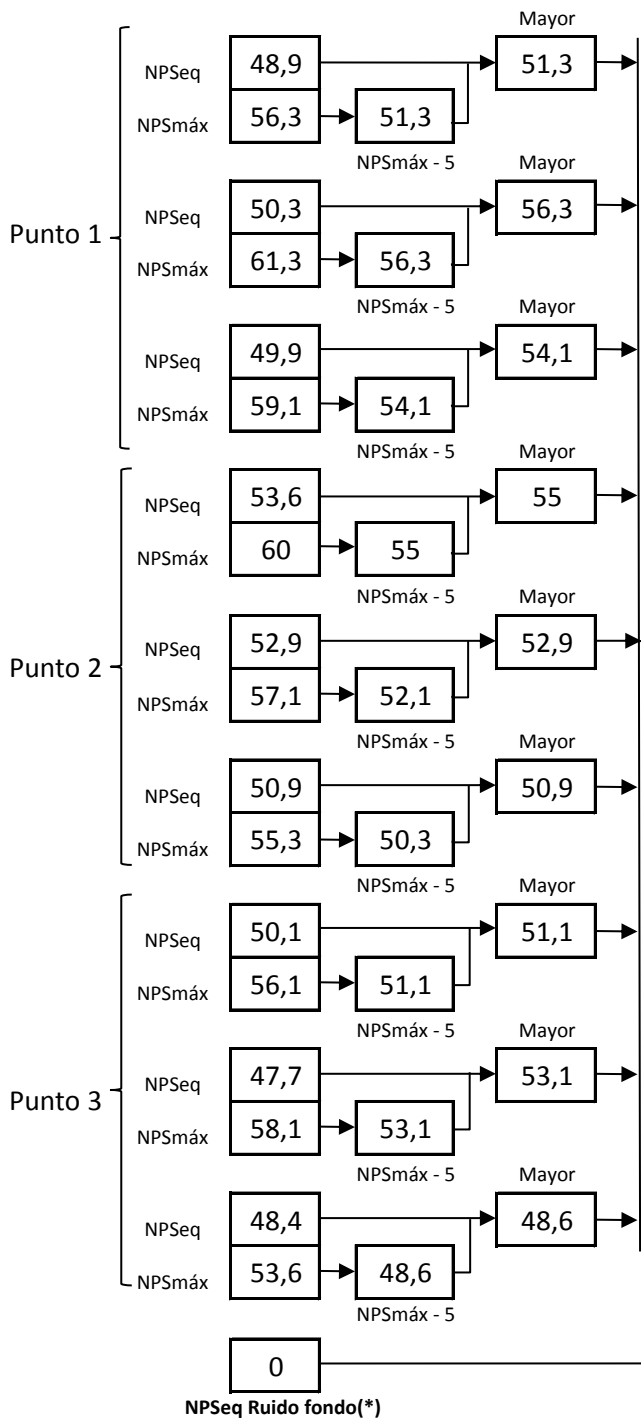 Mayor
NPSeq 48,9 51,3
NPSmáx 56,3 51,3
NPSmáx - 5
Mayor
NPSeq 50,3 56,3
Punto 1
NPSmáx 61,3 56,3
NPSmáx - 5
Mayor
NPSeq 49,9 54,1
NPSmáx 59,1 54,1
NPSmáx - 5
Mayor
NPSeq 53,6 55
NPSmáx 60 55
NPSmáx - 5
Mayor
NPSeq 52,9 52,9
Punto 2
NPSmáx 57,1 52,1
NPSmáx - 5
Mayor
NPSeq 50,9 50,9
NPSmáx 55,3 50,3
NPSmáx - 5
Mayor
NPSeq 50,1 51,1
NPSmáx 56,1 51,1
NPSmáx - 5
Mayor
NPSeq 47,7 53,1
Punto 3
NPSmáx 58,1 53,1
NPSmáx - 5
Mayor
NPSeq 48,4 48,6
NPSmáx 53,6 48,6
NPSmáx - 5
0
NPSeq Ruido fondo(*)